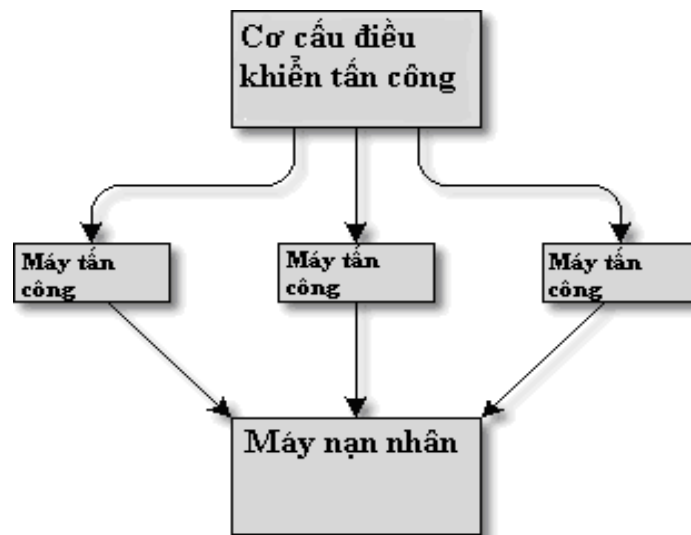 Cơ cấu điều
khiển tấn công
Máy tấn
công
Máy tấn
công
Máy tấn
công
Máy nạn nhân